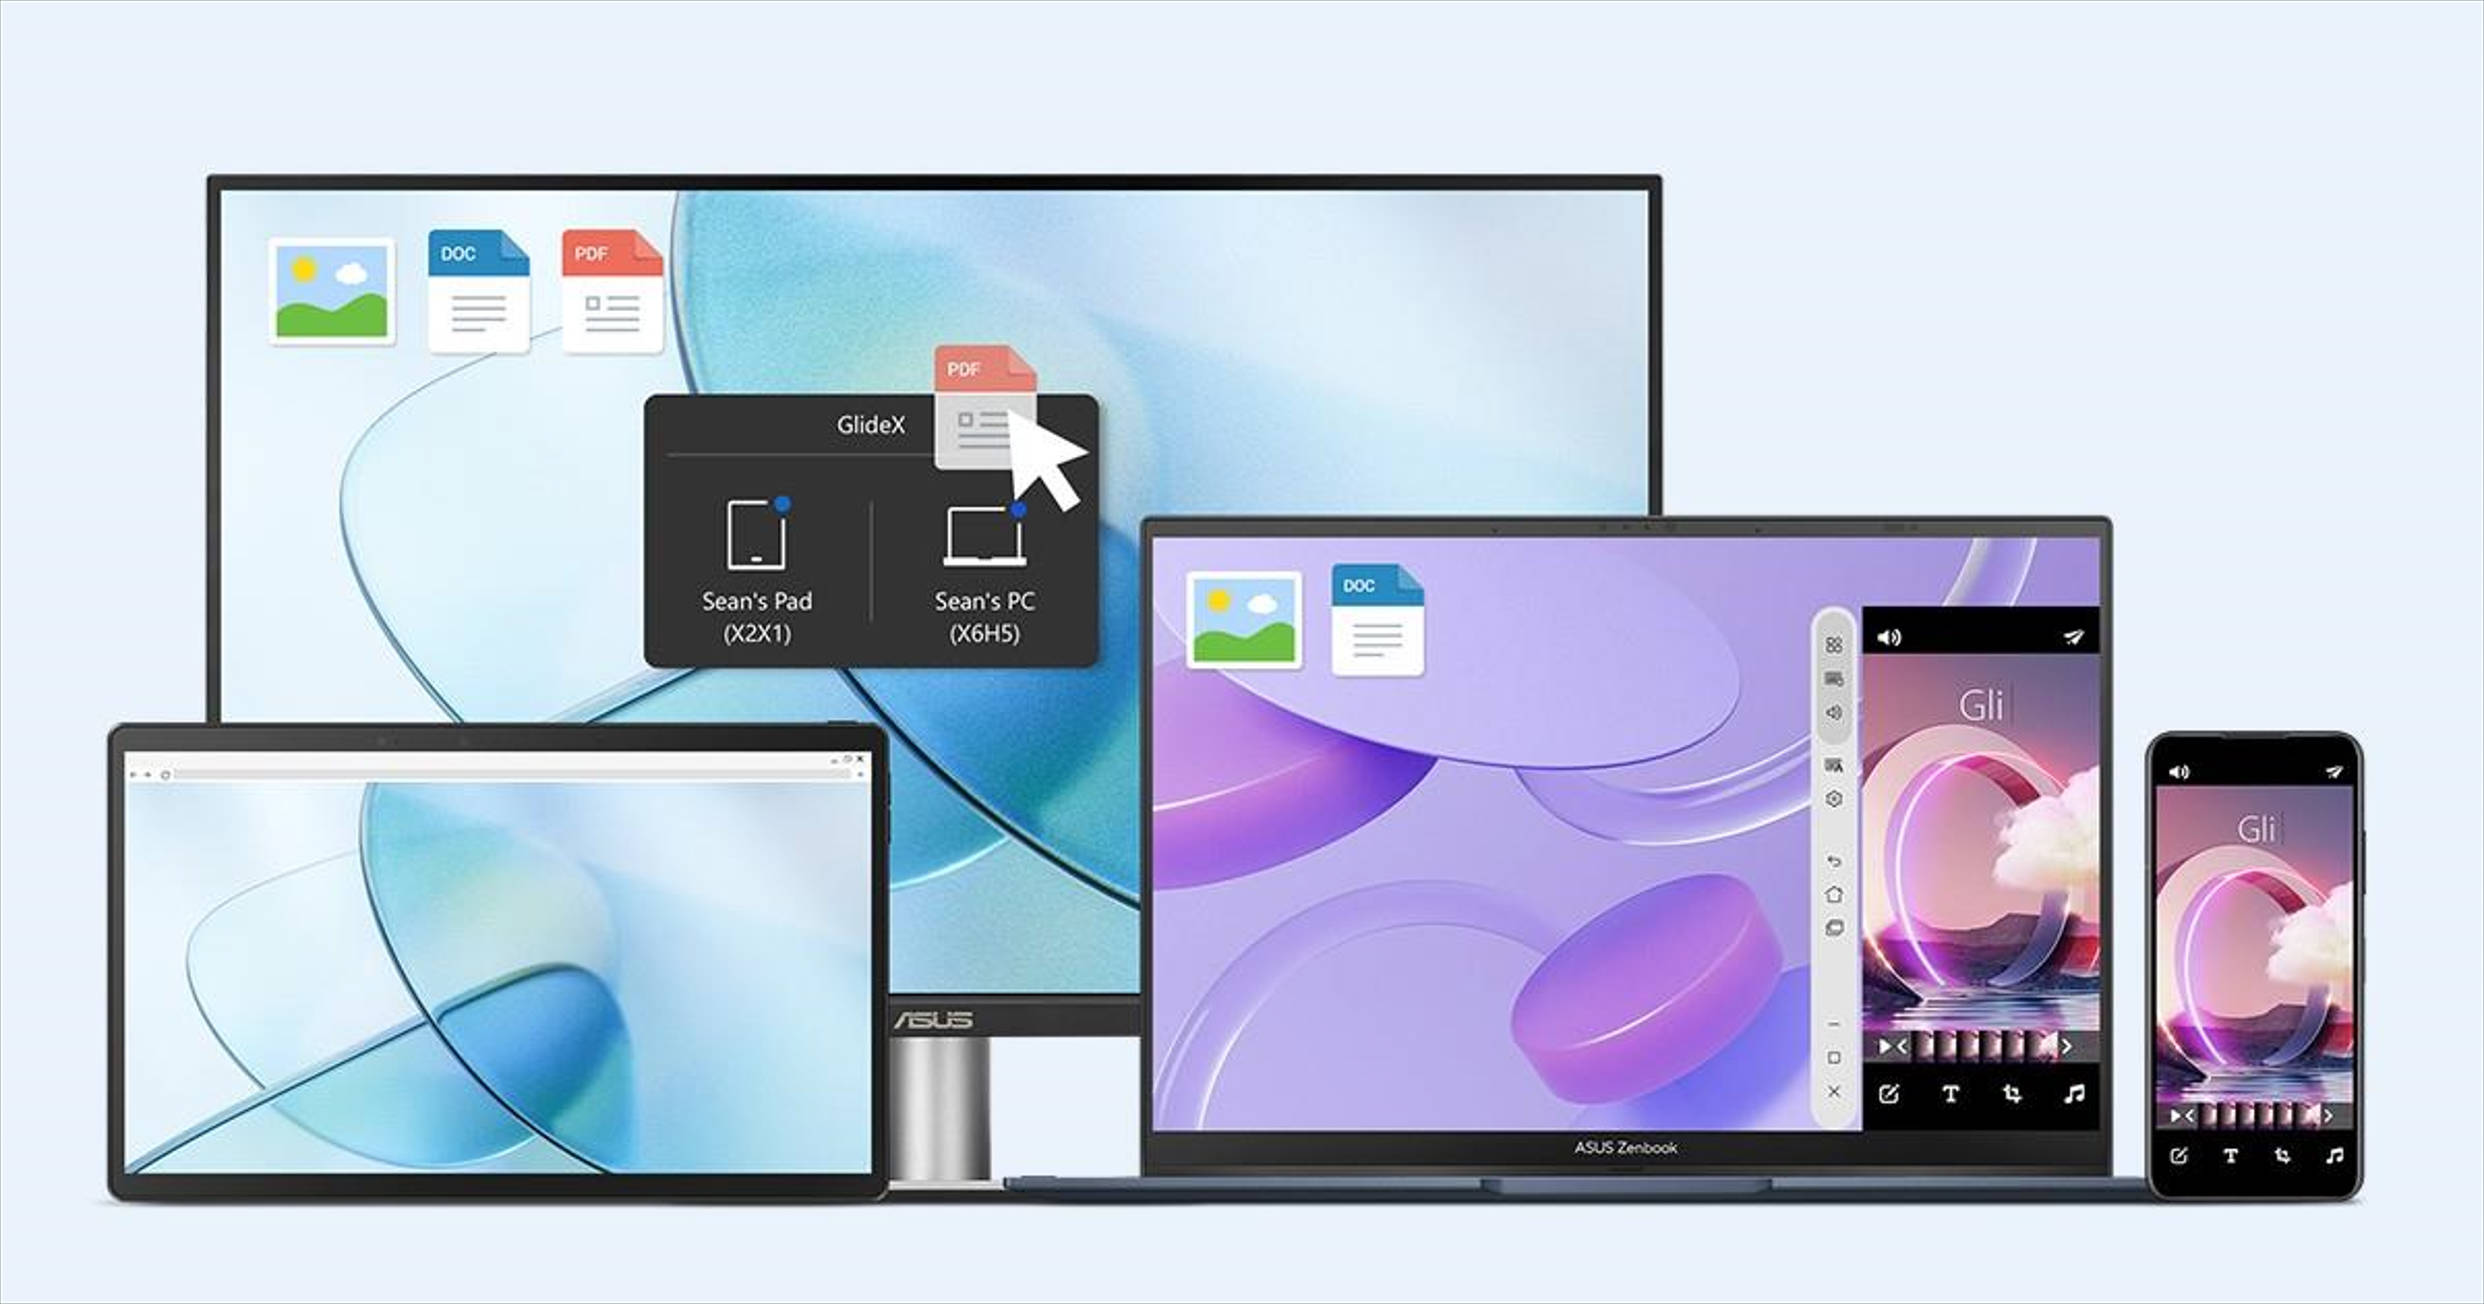 DOC
PDF
PDF
GlideX
Sean's Pad
(X2X1)
Sean's PC
(X6H5)
DOC
Gli
Gli
ASUS
ASUS Zenbook